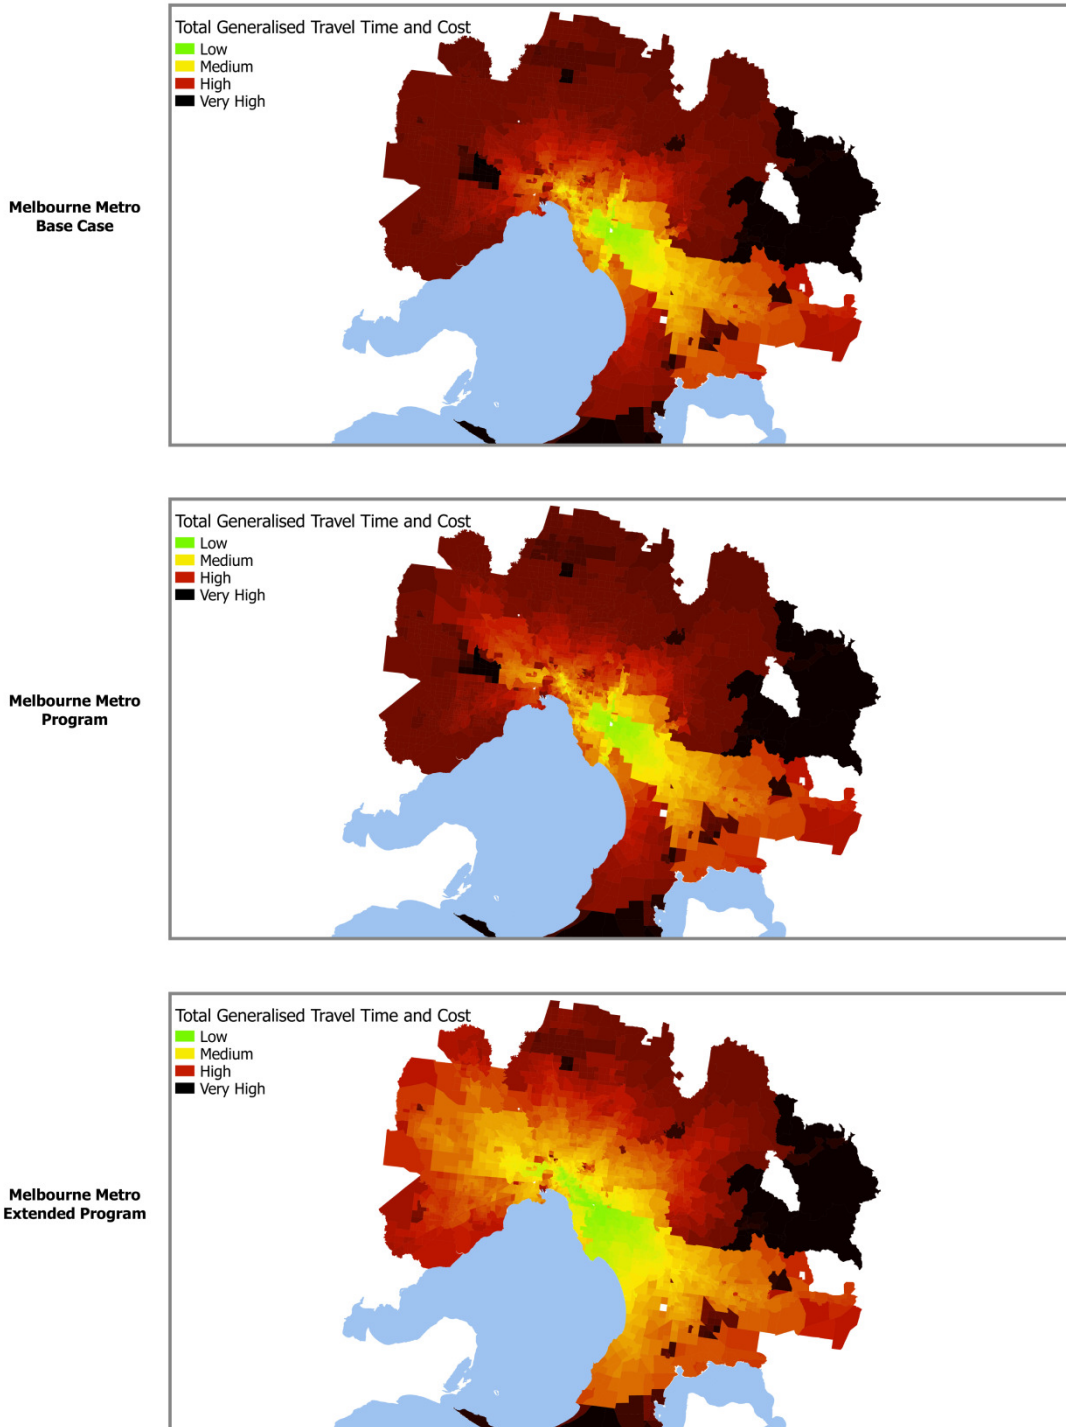 Total Generalised Travel Time and Cost
Low
Medium
High
Very High
Melbourne Metro
Base Case
Total Generalised Travel Time and Cost
Low
Medium
High
Very High
Melbourne Metro
Program
Total Generalised Travel Time and Cost
Low
Medium
High
Very High
Melbourne Metro
Extended Program